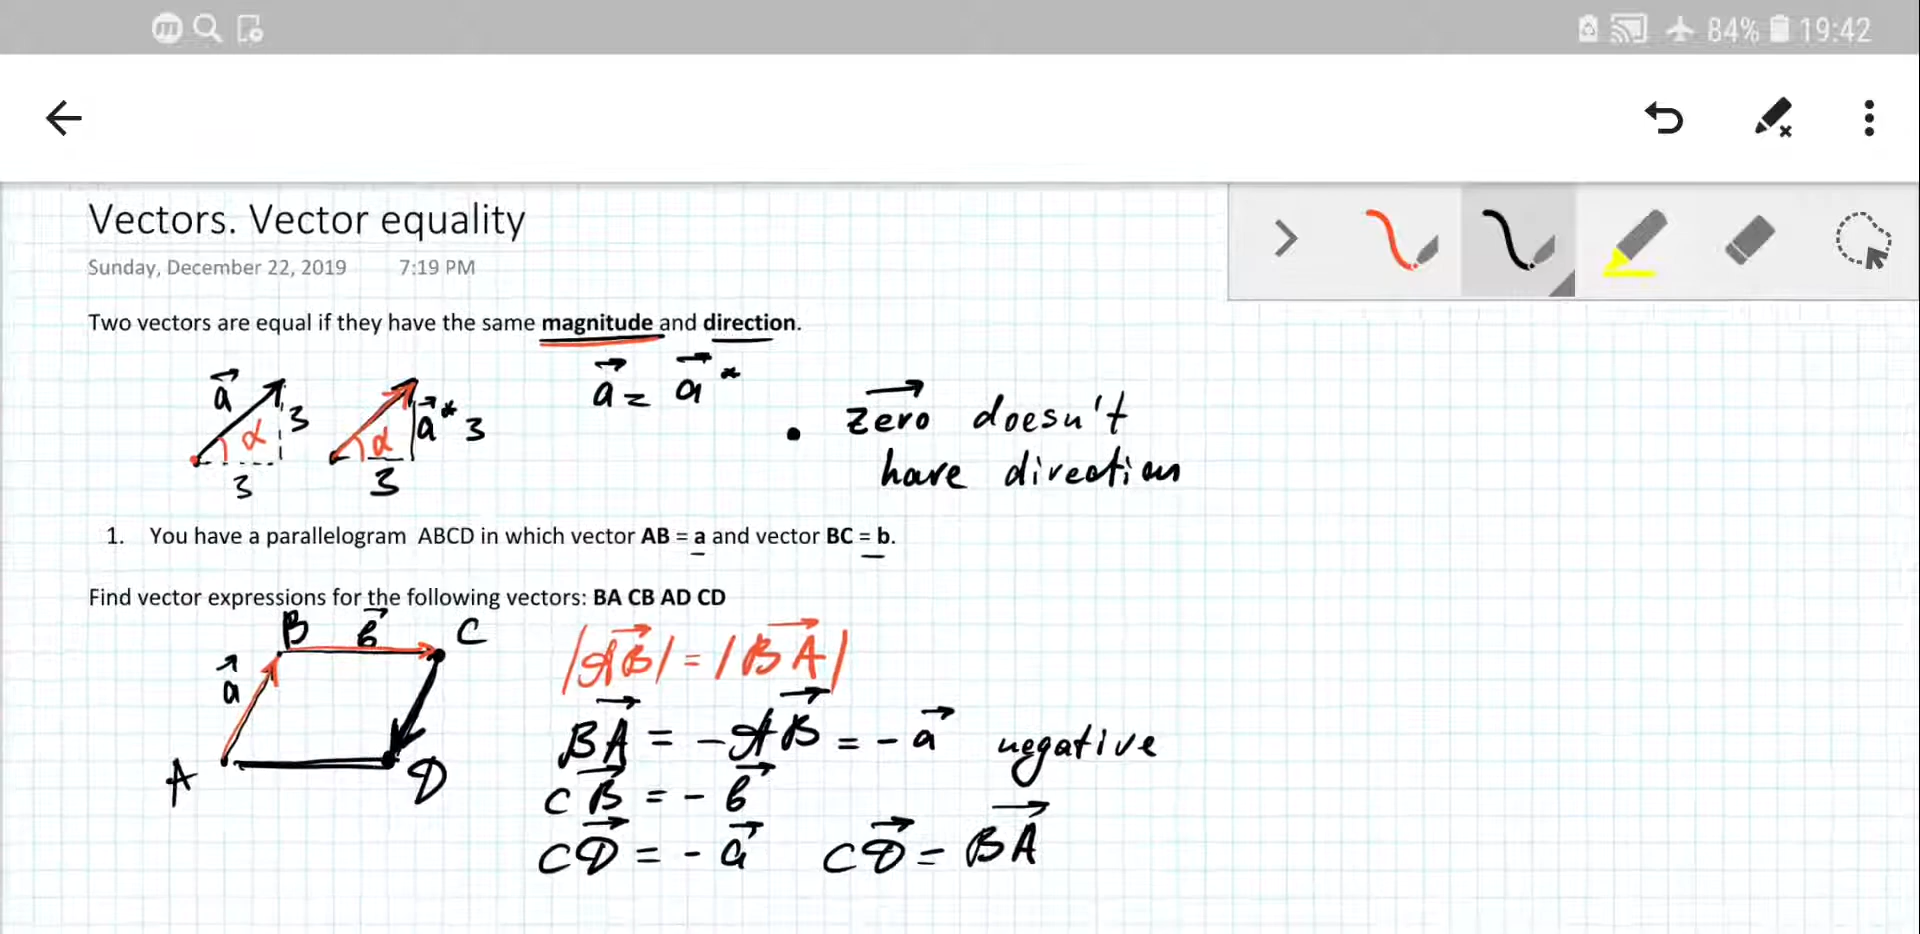 84% 19:42
Vectors. Vector equality
Sunday, December 22, 2019 7:19 PM
Two vectors are equal if they have the same magnitude and direction.
a 3 α 3
a* 3 α 3
a = a*
zero doesn't
have direction
1. You have a parallelogram ABCD in which vector AB = a and vector BC = b.
Find vector expressions for the following vectors: BA CB AD CD
B b C
a
A D
|AB| = |BA|
BA = -AB = -a negative
CB = -b
CD = -a CD = BA